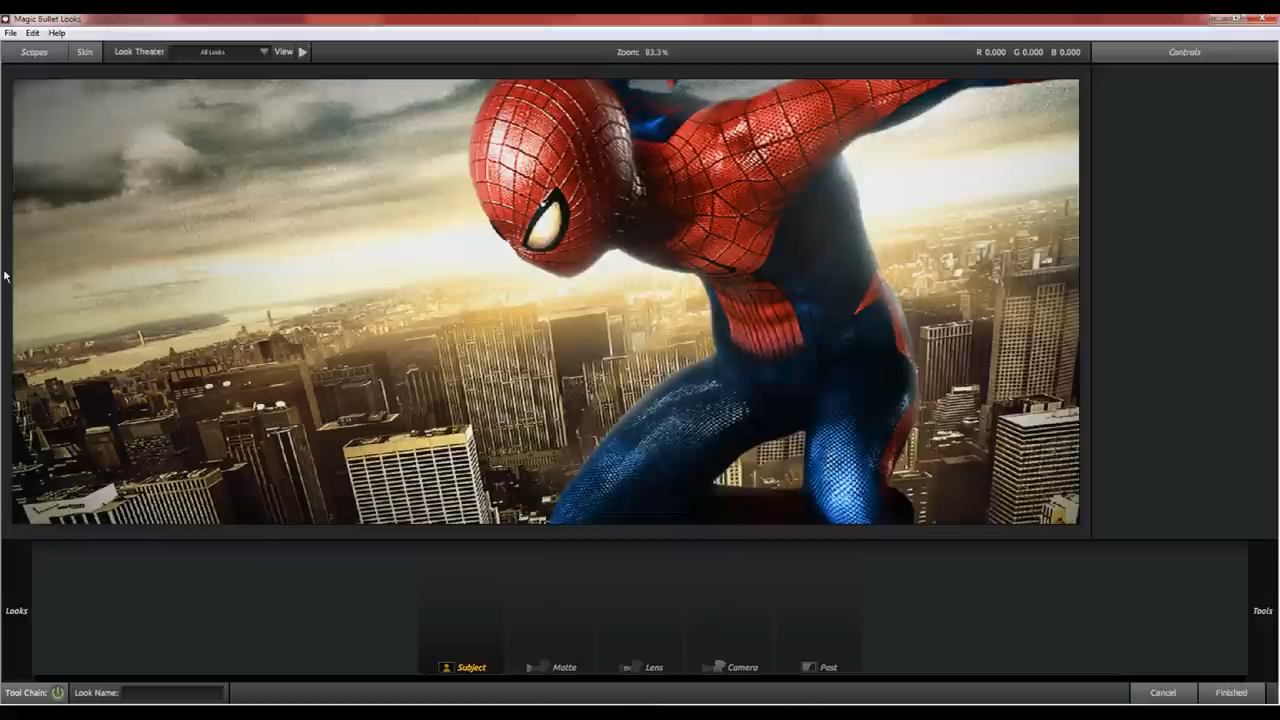 Magic Bullet Looks
File Edit Help
Scopes Skin Look Theater All Looks View Zoom: 83.3% R 0.000 G 0.000 B 0.000 Controls
Looks Tools
Subject Matte Lens Camera Post
Tool Chain: Look Name: Cancel Finished